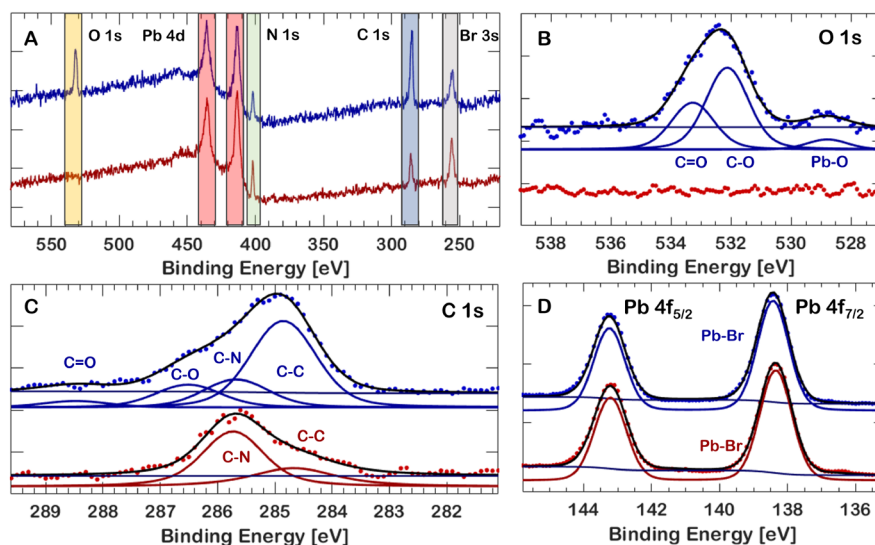 A
O 1s
Pb 4d
N 1s
C 1s
Br 3s
550
500
450
400
350
300
250
Binding Energy [eV]
B
O 1s
C=O
C-O
Pb-O
538
536
534
532
530
528
Binding Energy [eV]
C
C 1s
C=O
C-O
C-N
C-C
C-N
C-C
289
288
287
286
285
284
283
282
Binding Energy [eV]
D
Pb 4f5/2
Pb 4f7/2
Pb-Br
Pb-Br
144
142
140
138
136
Binding Energy [eV]